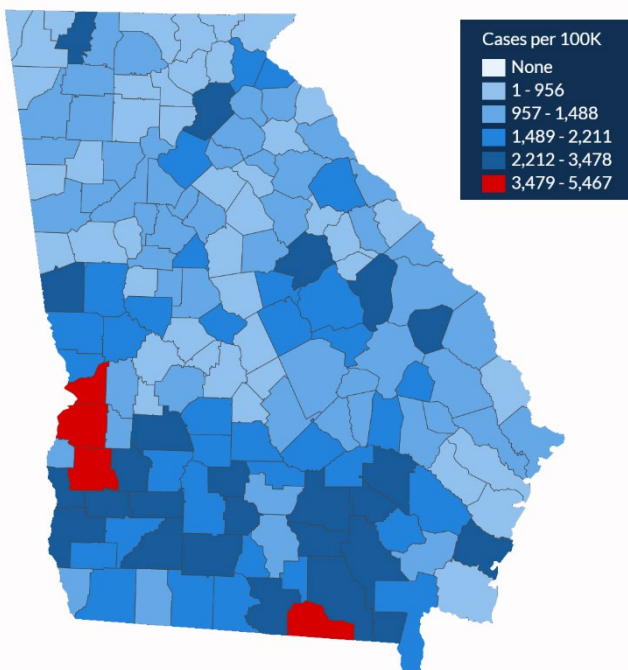 Cases per 100K
None
1 - 956
957 - 1,488
1,489 - 2,211
2,212 - 3,478
3,479 - 5,467